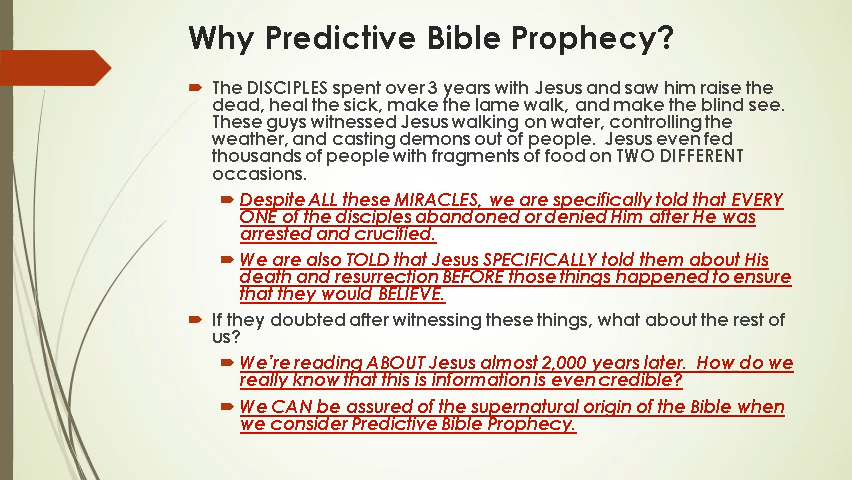 Why Predictive Bible Prophecy?
The DISCIPLES spent over 3 years with Jesus and saw him raise the
dead, heal the sick, make the lame walk, and make the blind see.
These guys witnessed Jesus walking on water, controlling the
weather, and casting demons out of people. Jesus even fed
thousands of people with fragments of food on TWO DIFFERENT
occasions.
Despite ALL these MIRACLES, we are specifically told that EVERY
ONE of the disciples abandoned or denied Him after He was
arrested and crucified.
We are also TOLD that Jesus SPECIFICALLY told them about His
death and resurrection BEFORE those things happened to ensure
that they would BELIEVE.
If they doubted after witnessing these things, what about the rest of
us?
We're reading ABOUT Jesus almost 2,000 years later. How do we
really know that this is information is even credible?
We CAN be assured of the supernatural origin of the Bible when
we consider Predictive Bible Prophecy.